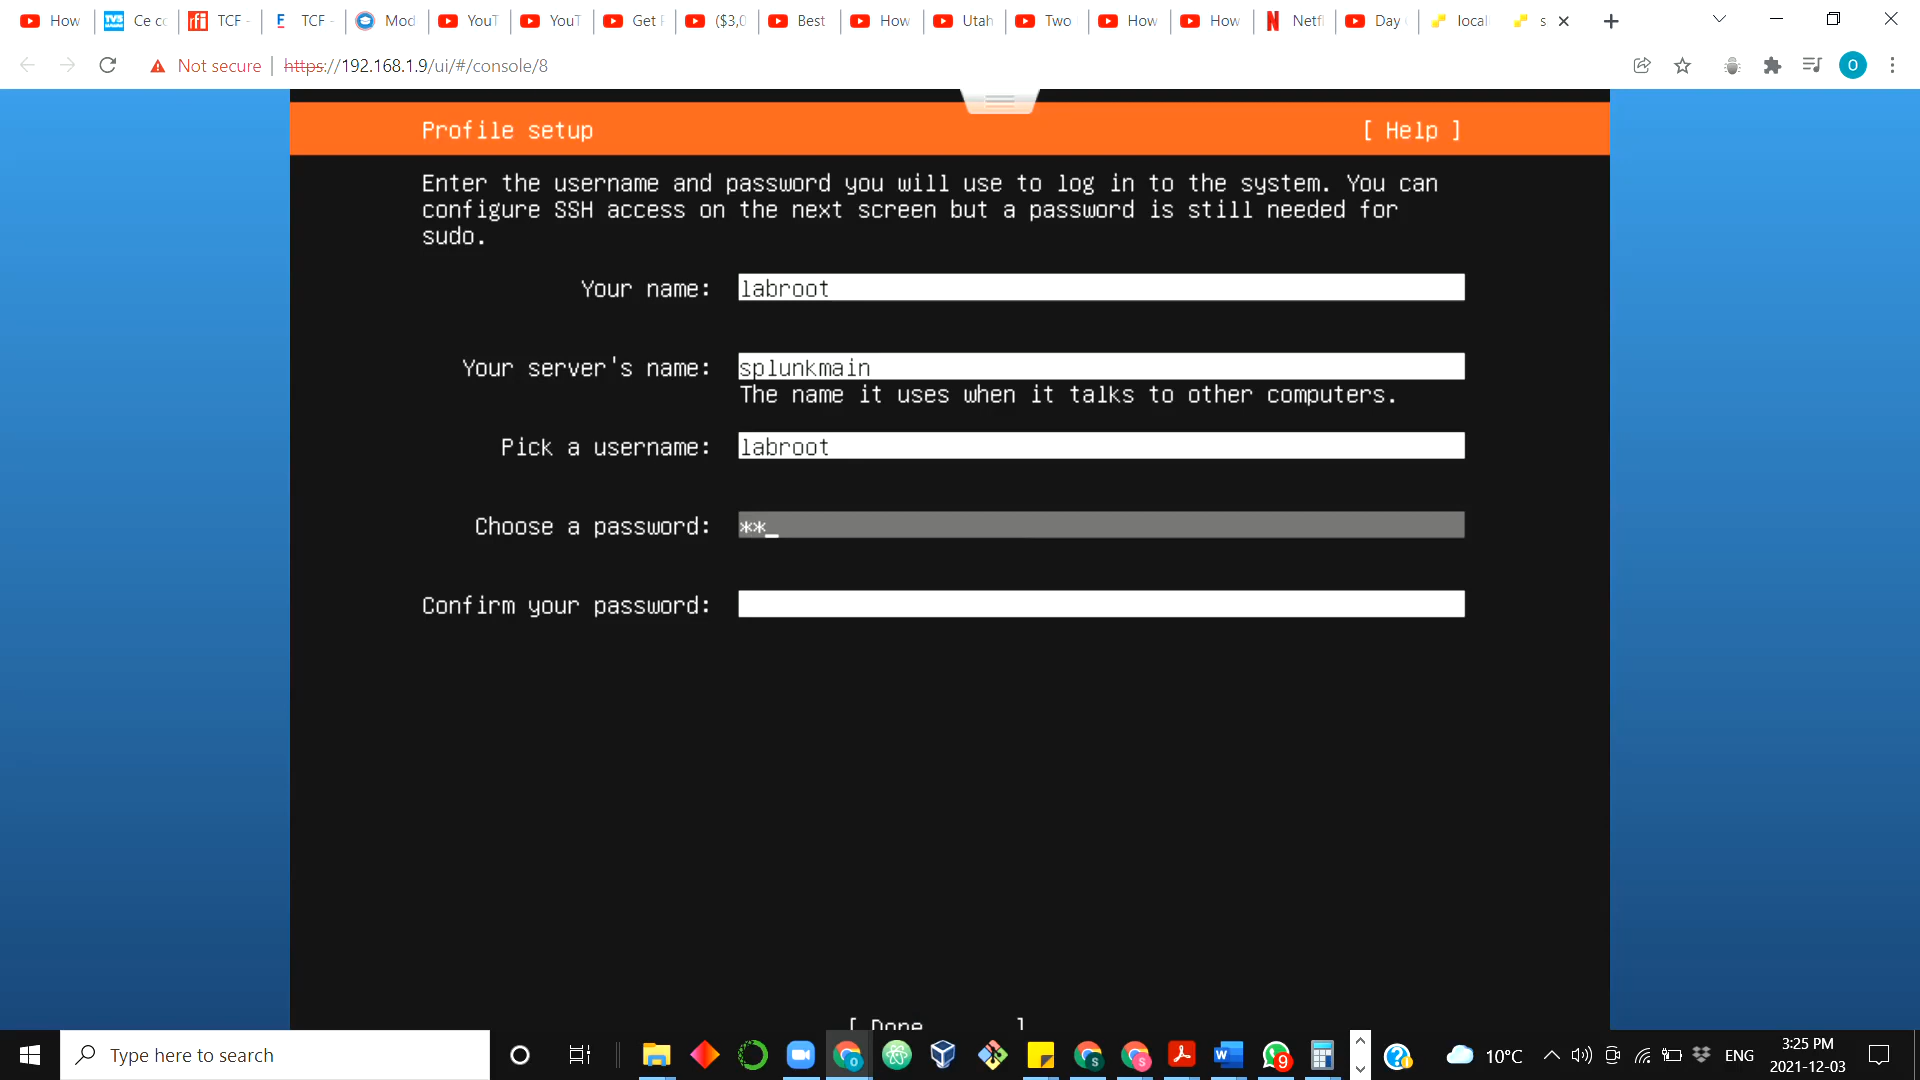 How
Ce cc
TCF -
TCF -
Mod
YouT
YouT
Get
($3,0
Best
How
Utah
Two
How
How
Netf
Day
local
s
Not secure
https://192.168.1.9/ui/#/console/8
O
Profile setup [ Help ]
Enter the username and password you will use to log in to the system. You can
configure SSH access on the next screen but a password is still needed for
sudo.
Your name: labroot
Your server's name: splunkmain
The name it uses when it talks to other computers.
Pick a username: labroot
Choose a password: **_
Confirm your password:
[ Done ]
Type here to search
9
10°C
ENG
3:25 PM
2021-12-03